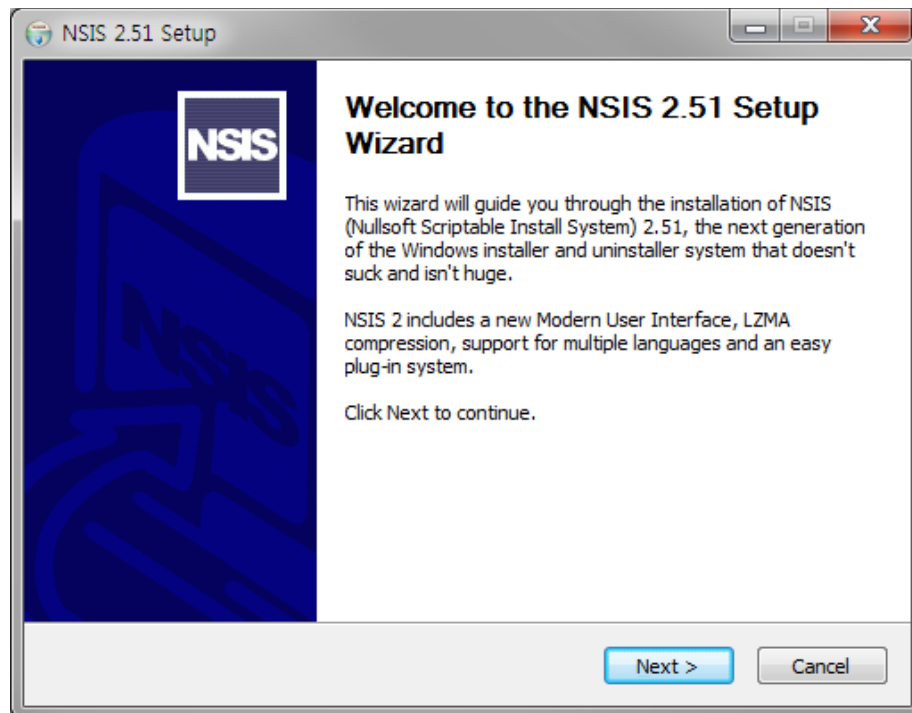 NSIS 2.51 Setup
NSIS
Welcome to the NSIS 2.51 Setup
Wizard
This wizard will guide you through the installation of NSIS
(Nullsoft Scriptable Install System) 2.51, the next generation
of the Windows installer and uninstaller system that doesn't
suck and isn't huge.
NSIS 2 includes a new Modern User Interface, LZMA
compression, support for multiple languages and an easy
plug-in system.
Click Next to continue.
NSIS
Next >
Cancel